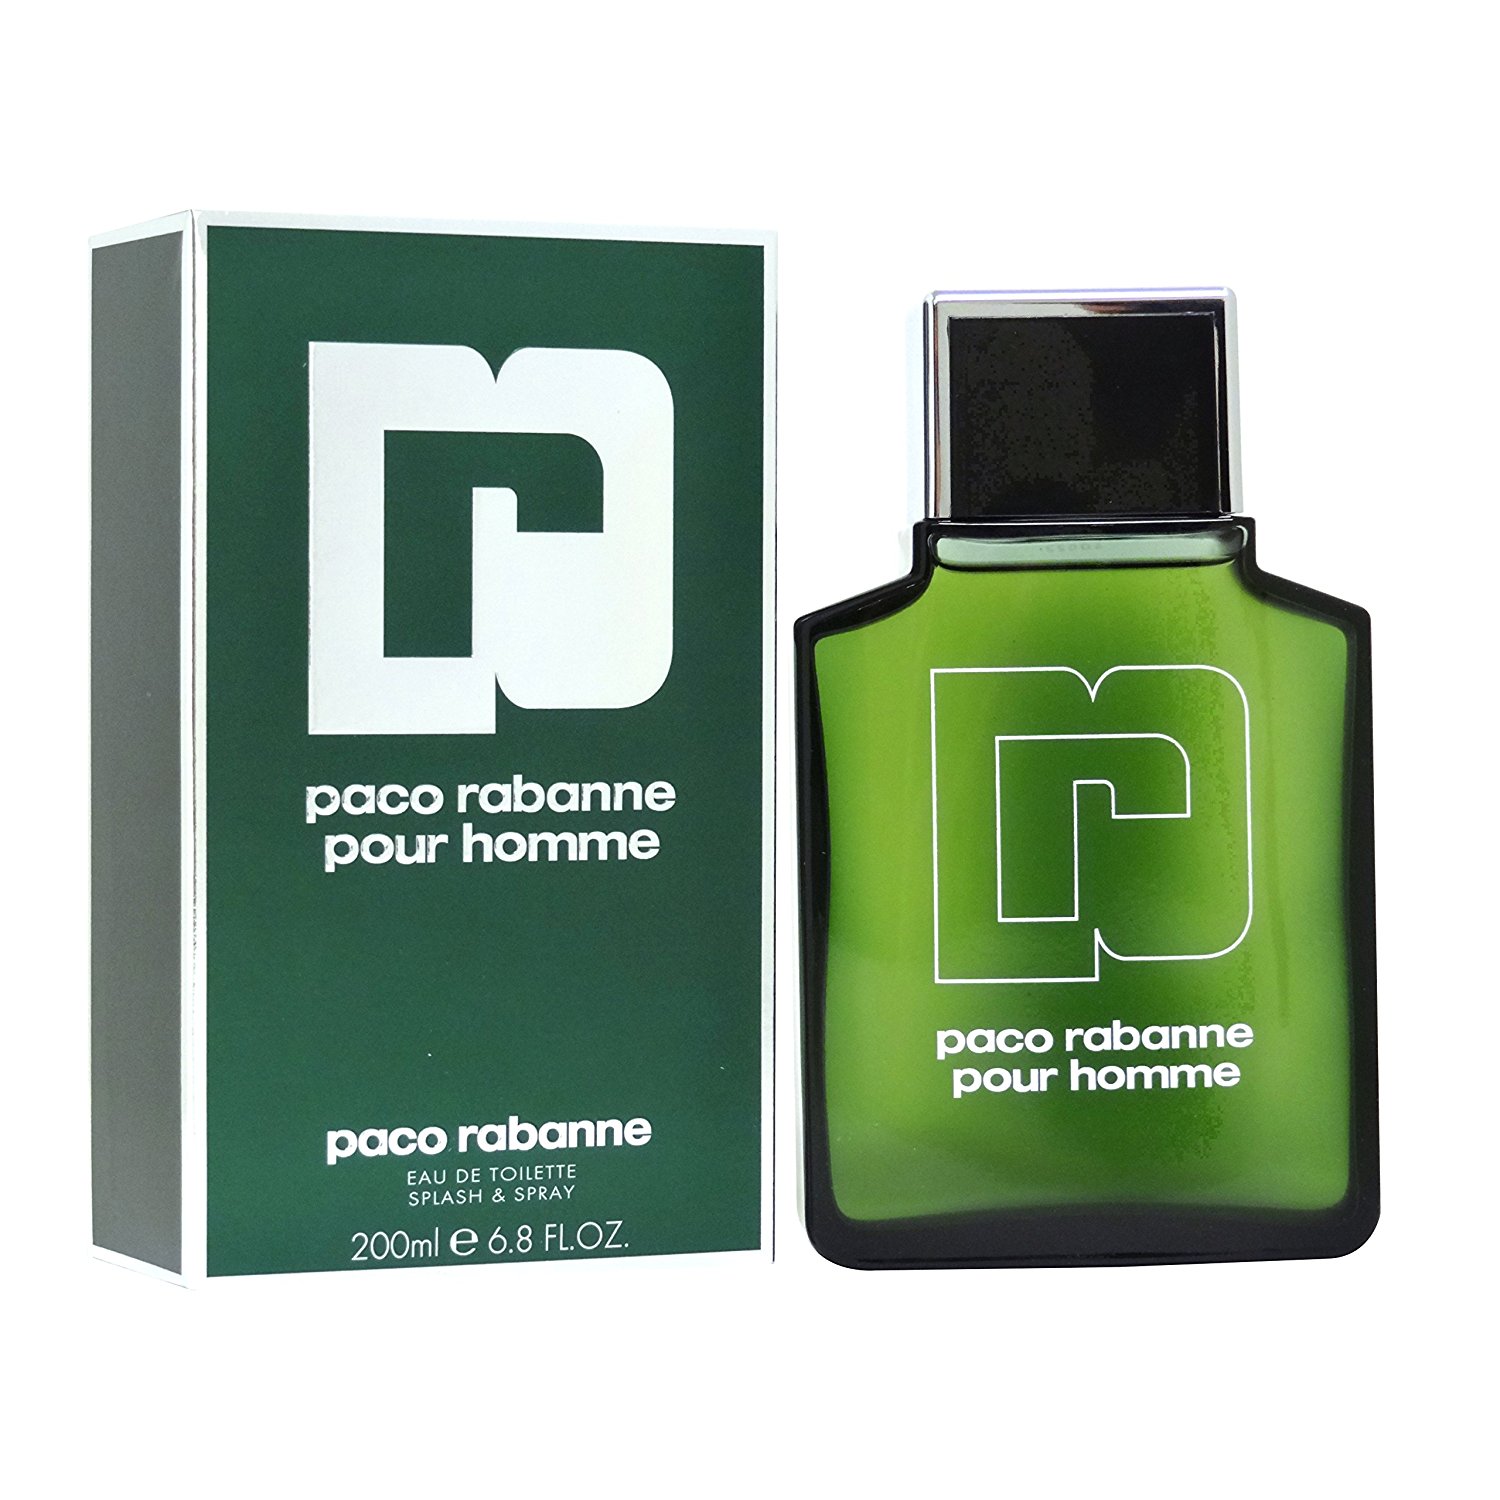 paco rabanne
pour homme
paco rabanne
EAU DE TOILETTE
SPLASH & SPRAY
200ml e 6.8 FL.OZ.
paco rabanne
pour homme